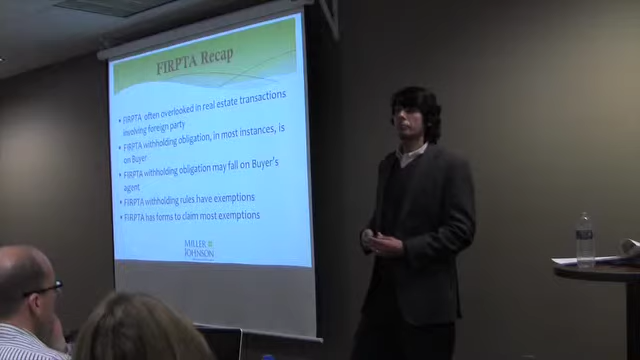 FIRPTA Recap
• FIRPTA often overlooked in real estate transactions
involving foreign party
• FIRPTA withholding obligation, in most instances, is
on Buyer
• FIRPTA withholding obligation may fall on Buyer's
agent
• FIRPTA withholding rules have exemptions
• FIRPTA has forms to claim most exemptions
MILLER
JOHNSON